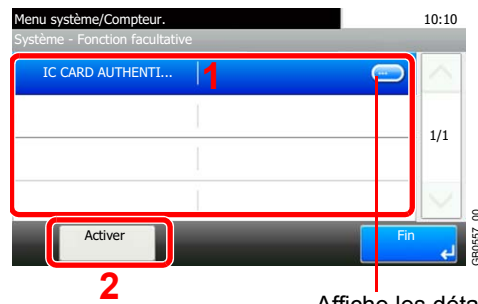 Menu système/Compteur. 10:10
Système - Fonction facultative
IC CARD AUTHENTI... 1
1/1
Activer Fin
2
GB0557_00
Affiche les déta